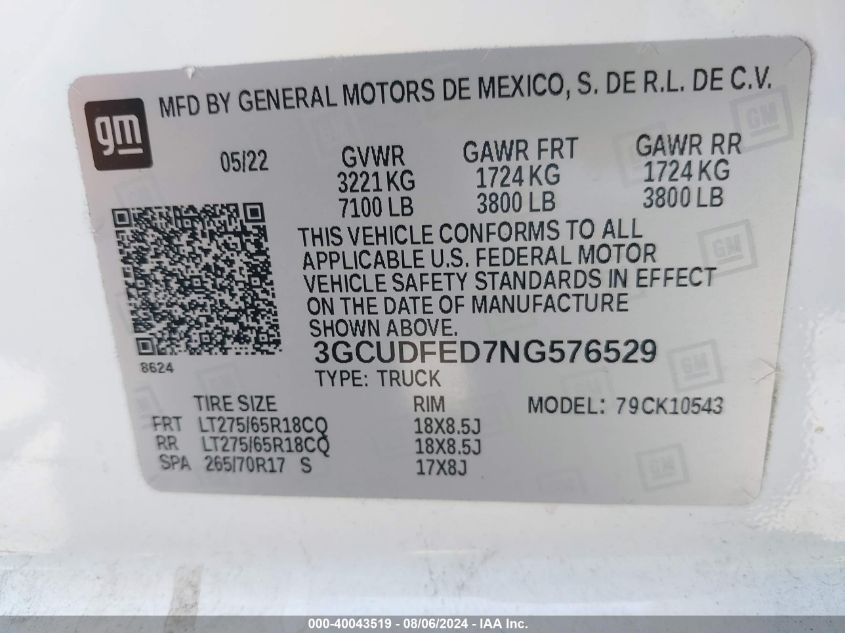 gm
MFD BY GENERAL MOTORS DE MEXICO, S. DE R.L. DE C.V.
05/22 GVWR GAWR FRT GAWR RR
3221 KG 1724 KG 1724 KG
7100 LB 3800 LB 3800 LB
THIS VEHICLE CONFORMS TO ALL
APPLICABLE U.S. FEDERAL MOTOR
VEHICLE SAFETY STANDARDS IN EFFECT
ON THE DATE OF MANUFACTURE
SHOWN ABOVE.
8624
3GCUDFED7NG576529
TYPE: TRUCK
TIRE SIZE RIM MODEL: 79CK10543
FRT LT275/65R18CQ 18X8.5J
RR LT275/65R18CQ 18X8.5J
SPA 265/70R17 S 17X8J
000-40043519 - 08/06/2024 - IAA Inc.